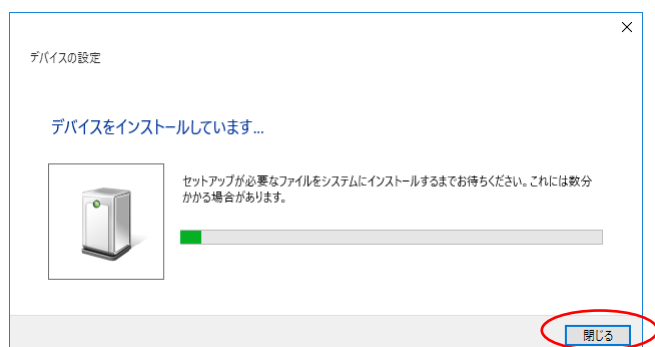 デバイスの設定
デバイスをインストールしています...
セットアップが必要なファイルをシステムにインストールするまでお待ちください。これには数分
かかる場合があります。
閉じる